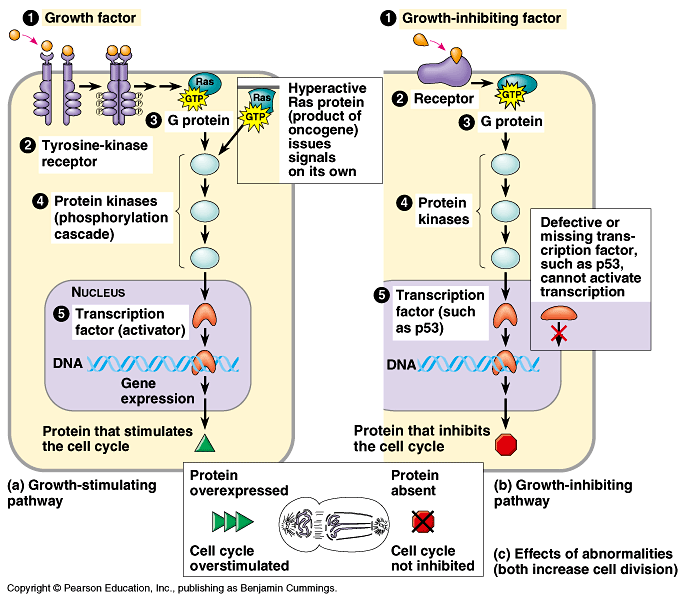 1 Growth factor
Ras
GTP
3 G protein
2 Tyrosine-kinase
receptor
Ras
GTP
Hyperactive
Ras protein
(product of
oncogene)
issues
signals
on its own
4 Protein kinases
(phosphorylation
cascade)
NUCLEUS
5 Transcription
factor (activator)
DNA
Gene
expression
Protein that stimulates
the cell cycle
(a) Growth-stimulating
pathway
1 Growth-inhibiting factor
2 Receptor
GTP
3 G protein
4 Protein
kinases
Defective or
missing trans-
cription factor,
such as p53,
cannot activate
transcription
5 Transcription
factor (such
as p53)
DNA
Protein that inhibits
the cell cycle
(b) Growth-inhibiting
pathway
Protein
overexpressed
Cell cycle
overstimulated
Protein
absent
Cell cycle
not inhibited
(c) Effects of abnormalities
(both increase cell division)
Copyright © Pearson Education, Inc., publishing as Benjamin Cummings.